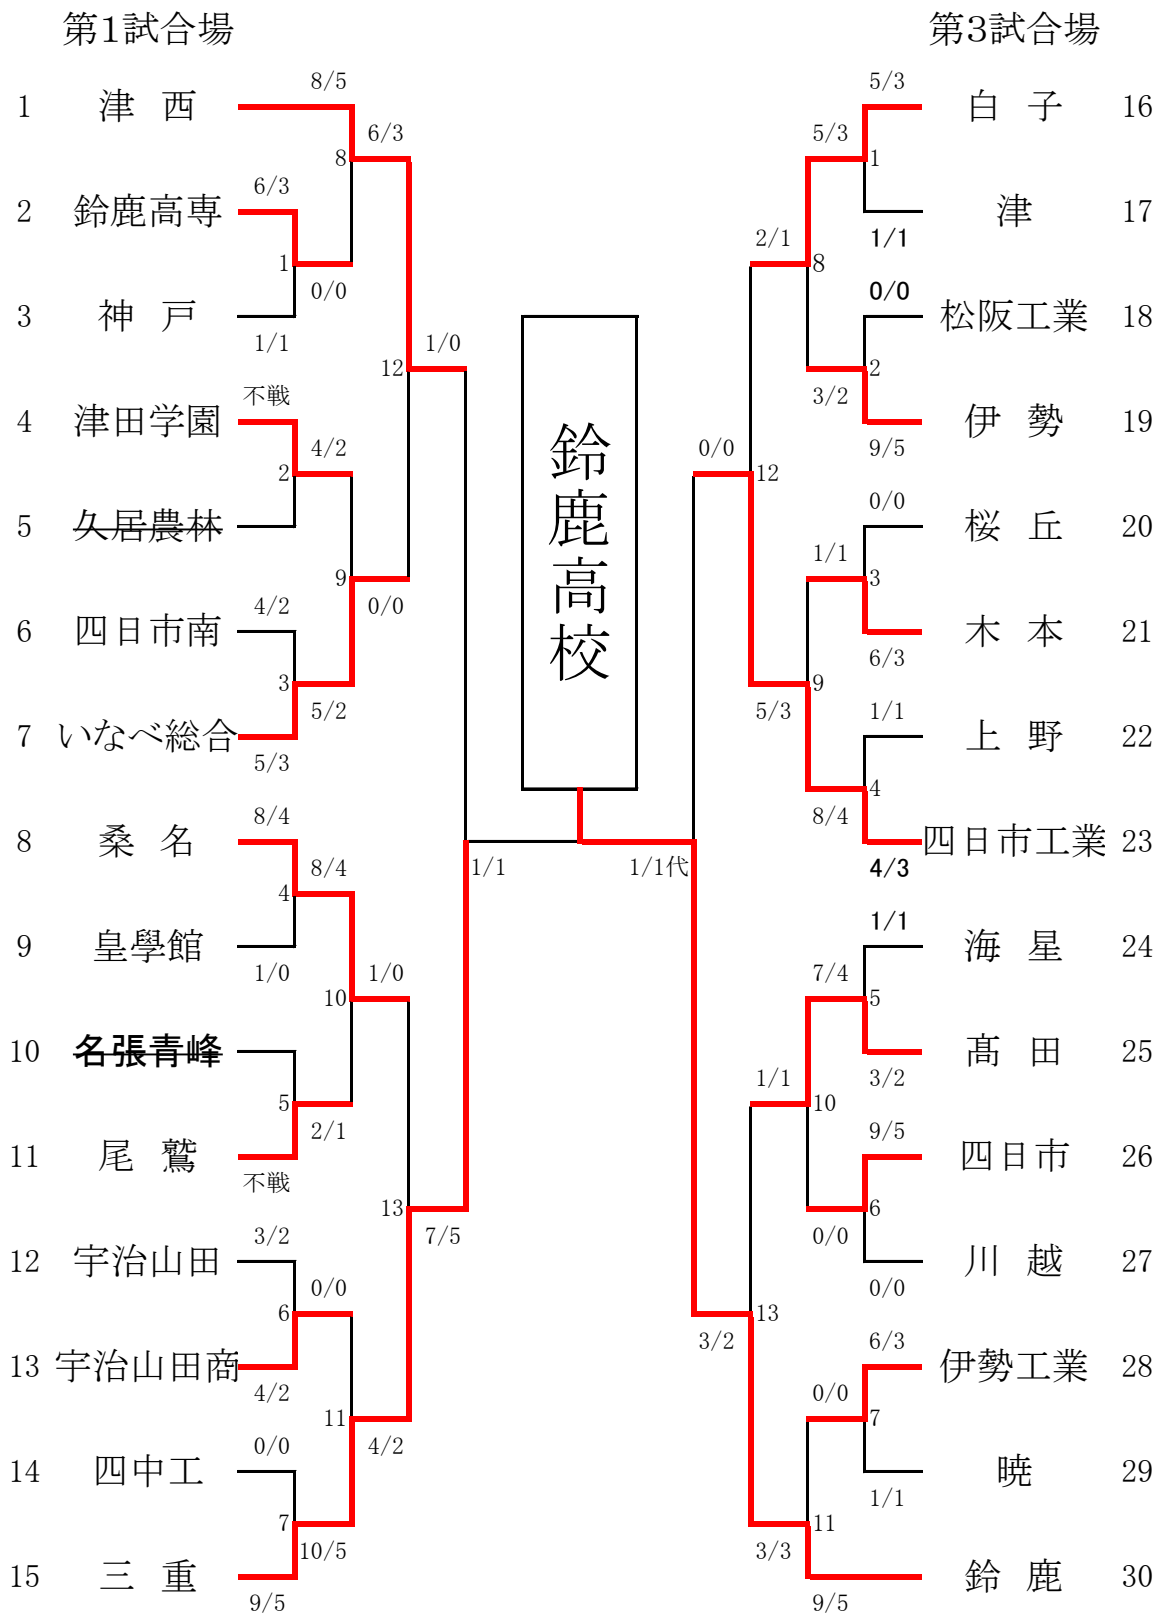 第1試合場
第3試合場
8/5
5/3
1 津 西
白 子 16
6/3
5/3
8
1
6/3
2 鈴鹿高専
津 17
2/1
1/1
1
8
0/0
0/0
3 神 戸
松阪工業 18
1/1
1/0
12
2
不戦
3/2
4 津田学園
伊 勢 19
4/2
0/0
9/5
2
12
0/0
5 久居農林
桜 丘 20
1/1
9
3
4/2
0/0
6 四日市南
木 本 21
6/3
3
9
5/2
5/3
1/1
7 いなべ総合
上 野 22
5/3
4
8/4
8/4
8 桑 名
四日市工業 23
8/4
1/1
1/1代
4/3
4
1/1
9 皇學館
海 星 24
1/0
1/0
7/4
10
5
10 名張青峰
髙 田 25
1/1
3/2
5
10
2/1
9/5
11 尾 鷲
四日市 26
不戦
13
6
3/2
7/5
0/0
12 宇治山田
川 越 27
0/0
0/0
6
13
3/2
6/3
13 宇治山田商
伊勢工業 28
4/2
0/0
11
7
0/0
4/2
14 四中工
暁 29
1/1
7
11
10/5
3/3
15 三 重
鈴 鹿 30
9/5
9/5
鈴鹿高校